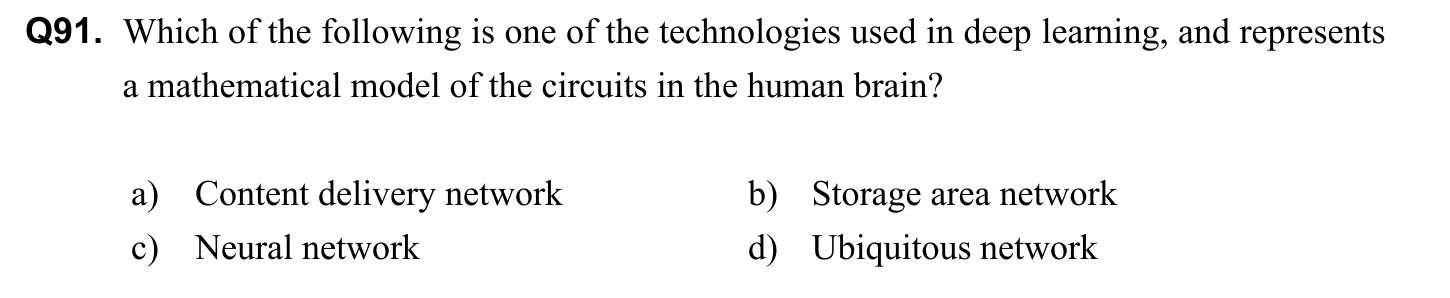 Q91. Which of the following is one of the technologies used in deep learning, and represents
a mathematical model of the circuits in the human brain?
a) Content delivery network b) Storage area network
c) Neural network d) Ubiquitous network